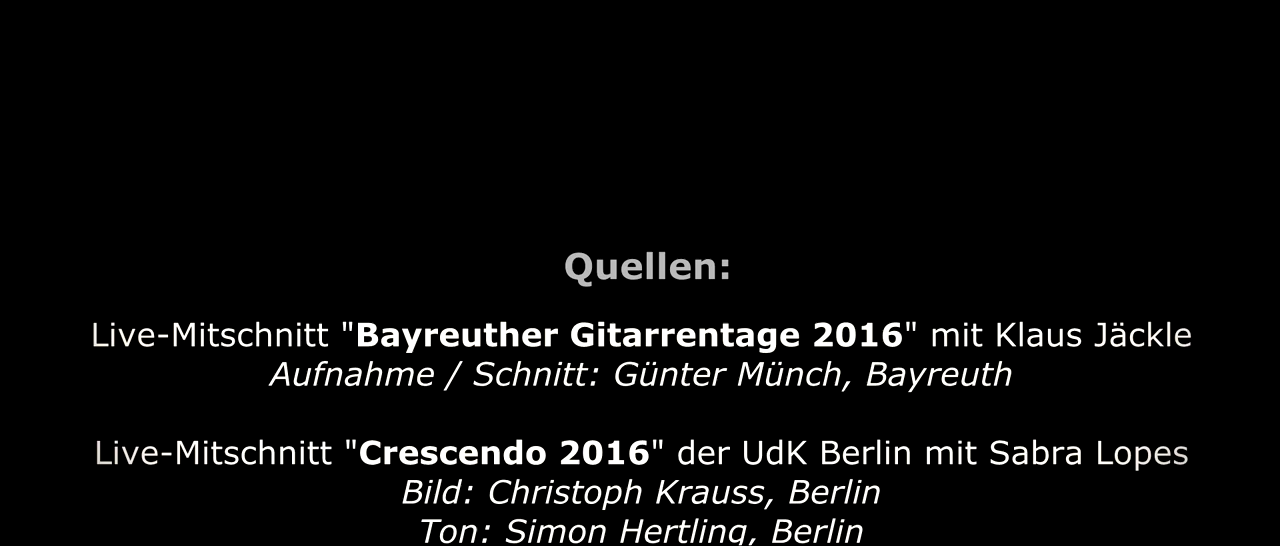 Quellen:
Live-Mitschnitt "Bayreuther Gitarrentage 2016" mit Klaus Jäckle
Aufnahme / Schnitt: Günter Münch, Bayreuth
Live-Mitschnitt "Crescendo 2016" der UdK Berlin mit Sabra Lopes
Bild: Christoph Krauss, Berlin
Ton: Simon Hertling, Berlin